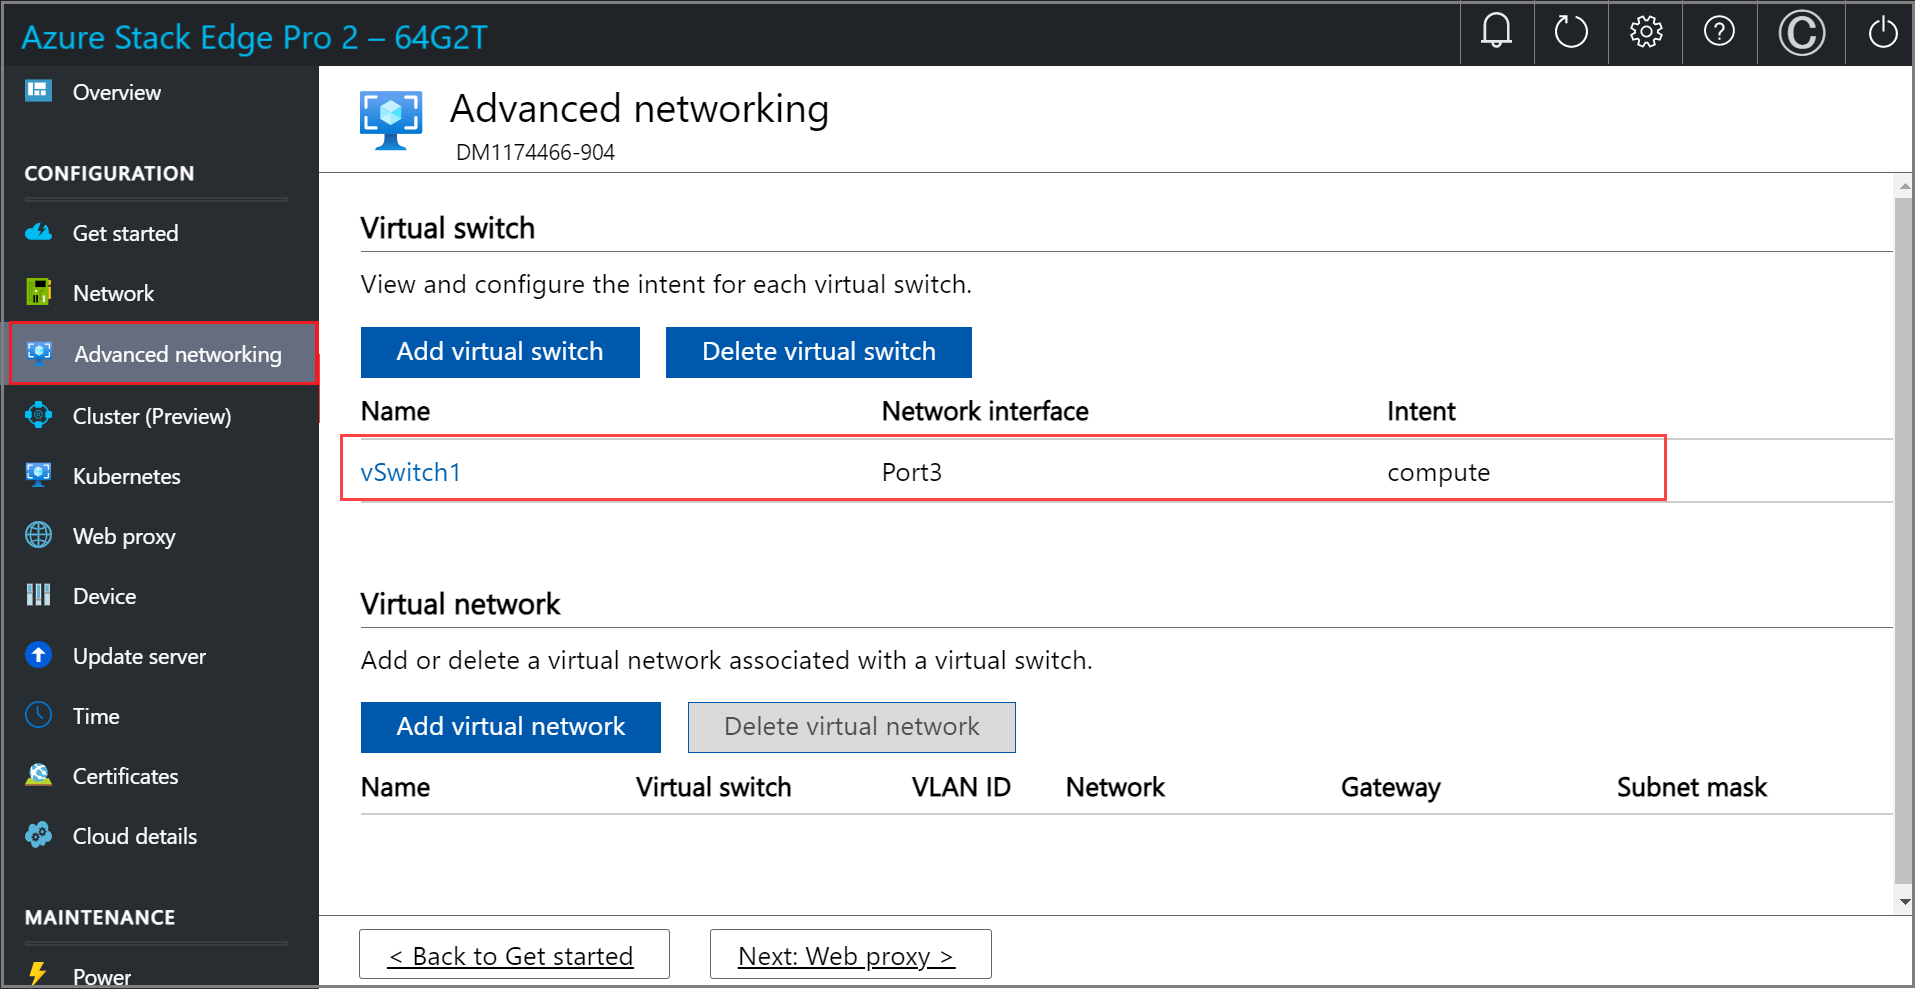 Azure Stack Edge Pro 2 – 64G2T
Overview
CONFIGURATION
Get started
Network
Advanced networking
Cluster (Preview)
Kubernetes
Web proxy
Device
Update server
Time
Certificates
Cloud details
MAINTENANCE
Power
Advanced networking
DM1174466-904
Virtual switch
View and configure the intent for each virtual switch.
Add virtual switch Delete virtual switch
Name Network interface Intent
vSwitch1 Port3 compute
Virtual network
Add or delete a virtual network associated with a virtual switch.
Add virtual network Delete virtual network
Name Virtual switch VLAN ID Network Gateway Subnet mask
< Back to Get started Next: Web proxy >